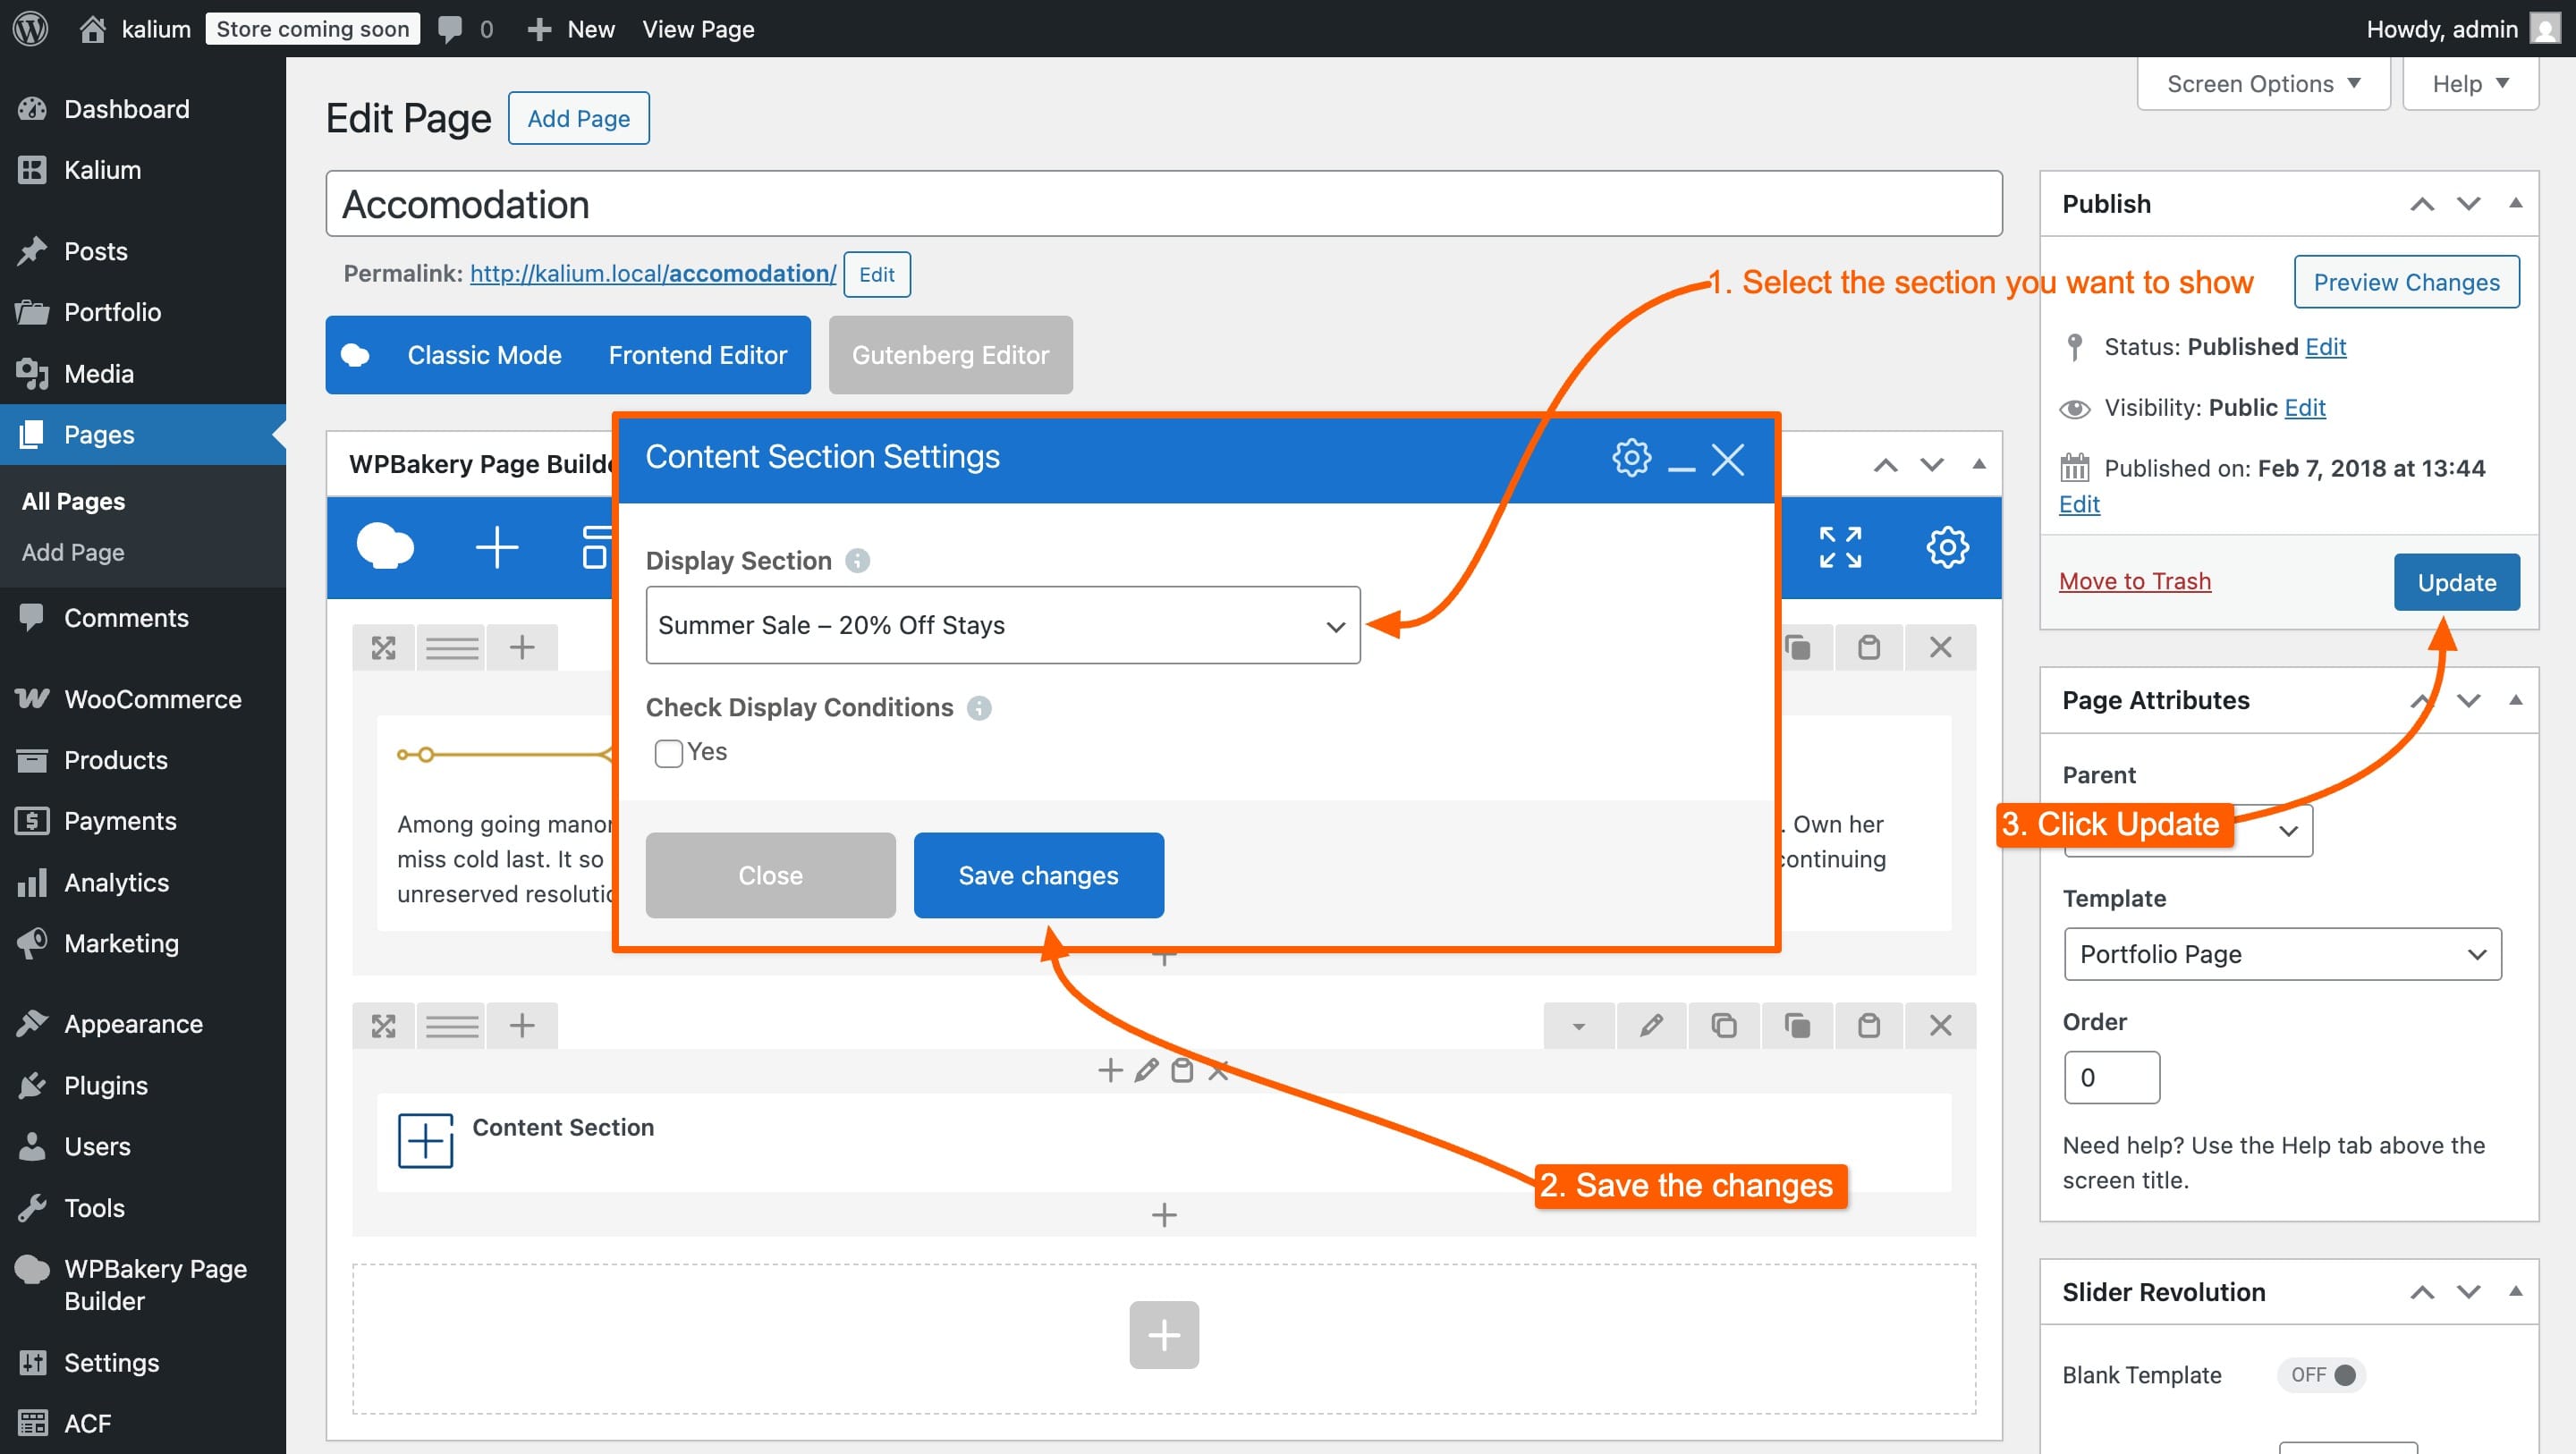 kalium
Store coming soon
0
New
View Page
Howdy, admin
Dashboard
Kalium
Posts
Portfolio
Media
Pages
All Pages
Add Page
Comments
WooCommerce
Products
Payments
Analytics
Marketing
Appearance
Plugins
Users
Tools
WPBakery Page
Builder
Settings
ACF
Screen Options
Help
Edit Page
Add Page
Accomodation
Permalink: http://kalium.local/accomodation/ Edit
Classic Mode
Frontend Editor
Gutenberg Editor
1. Select the section you want to show
WPBakery Page Builde
Content Section Settings
Display Section
Summer Sale – 20% Off Stays
Check Display Conditions
Yes
Close
Save changes
Among going manor
miss cold last. It so
unreserved resolutio
. Own her
continuing
Content Section
2. Save the changes
Publish
Preview Changes
Status: Published Edit
Visibility: Public Edit
Published on: Feb 7, 2018 at 13:44
Edit
Move to Trash
Update
Page Attributes
Parent
3. Click Update
Template
Portfolio Page
Order
0
Need help? Use the Help tab above the
screen title.
Slider Revolution
Blank Template
OFF